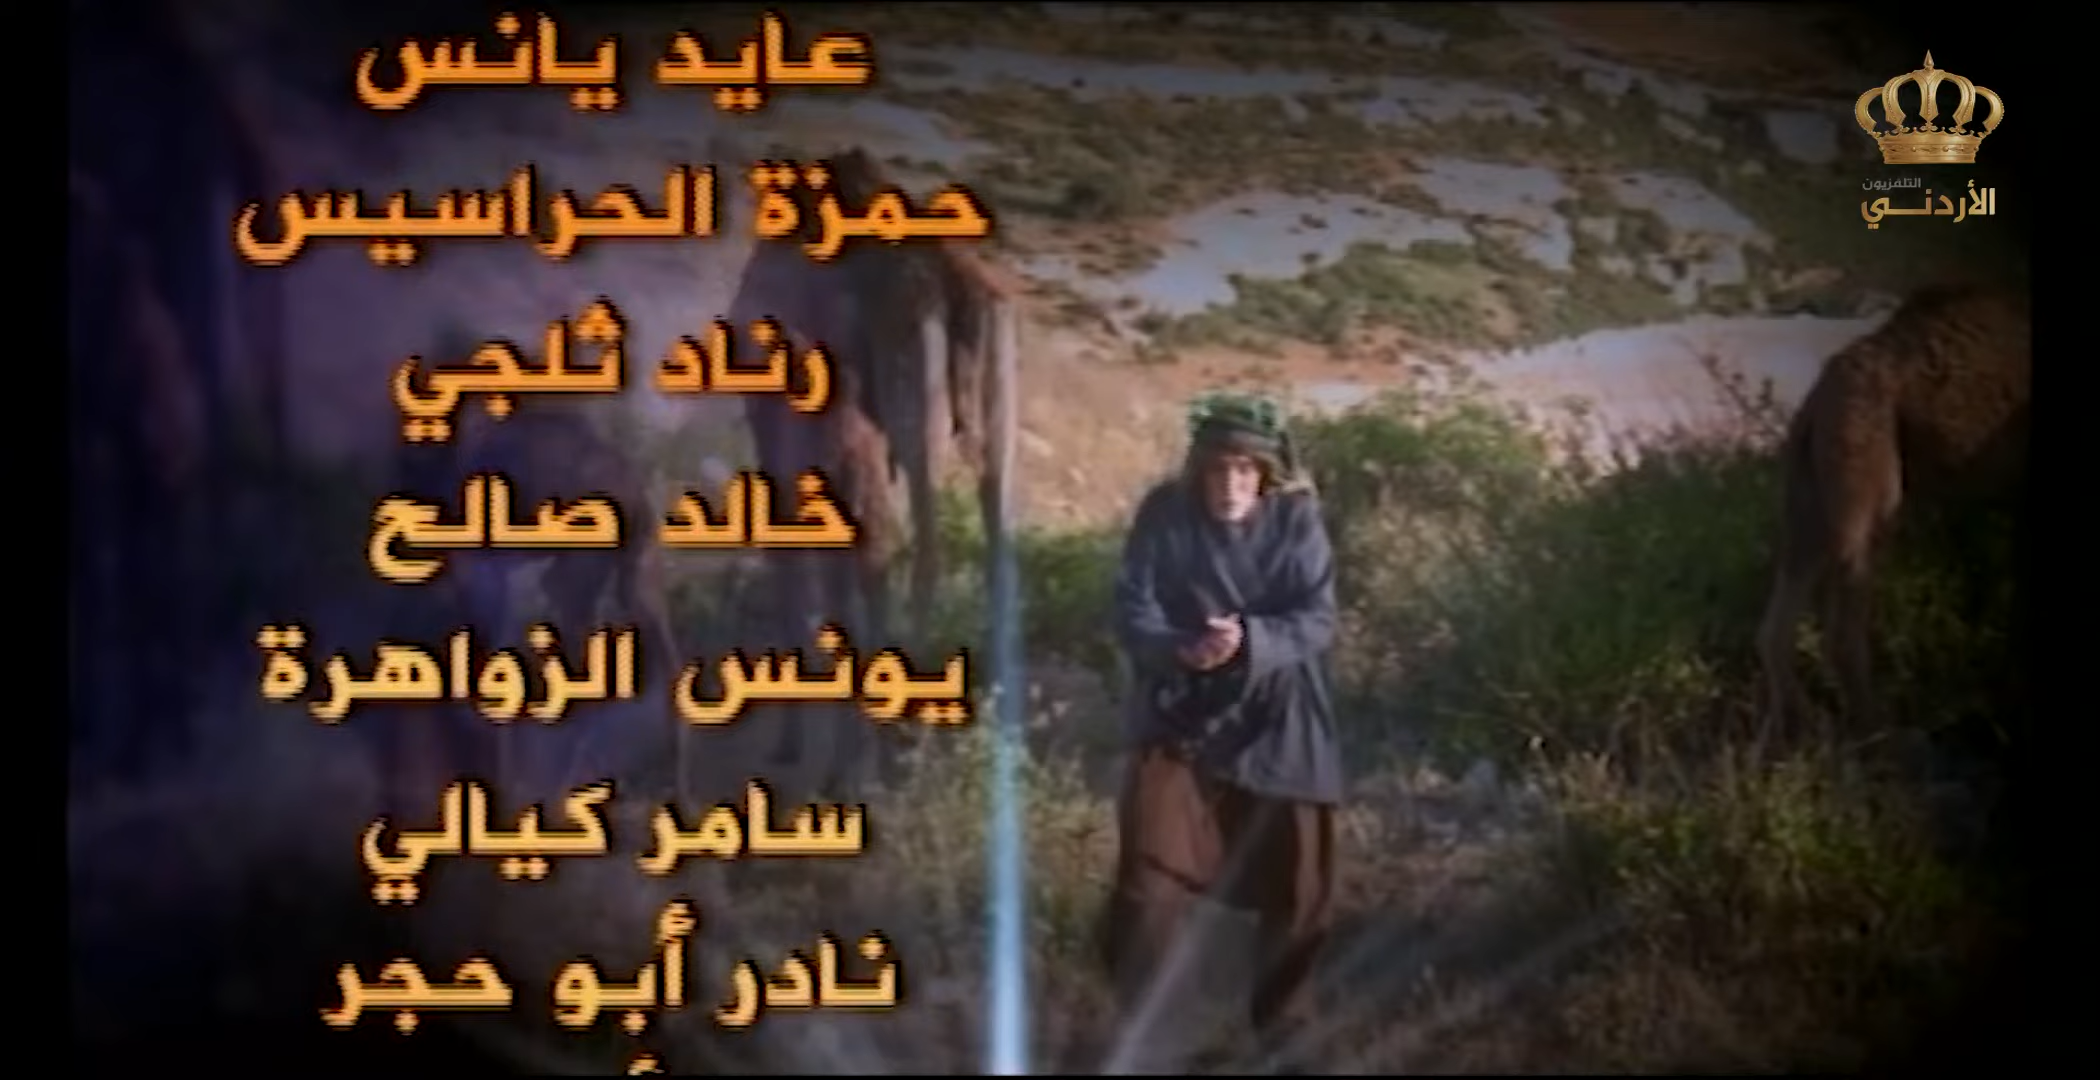 عايد يانس
حمزة الحراسيس
رناد ثلجي
خالد صالح
يونس الزواهرة
سامر كيالي
نادر أبو حجر
التلفزيون
الأردني